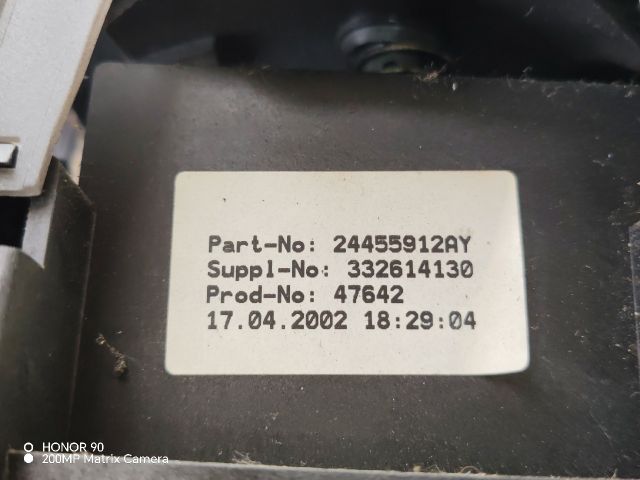 Part-No: 24455912AY
Suppl-No: 332614130
Prod-No: 47642
17.04.2002 18:29:04
HONOR 90
200MP Matrix Camera